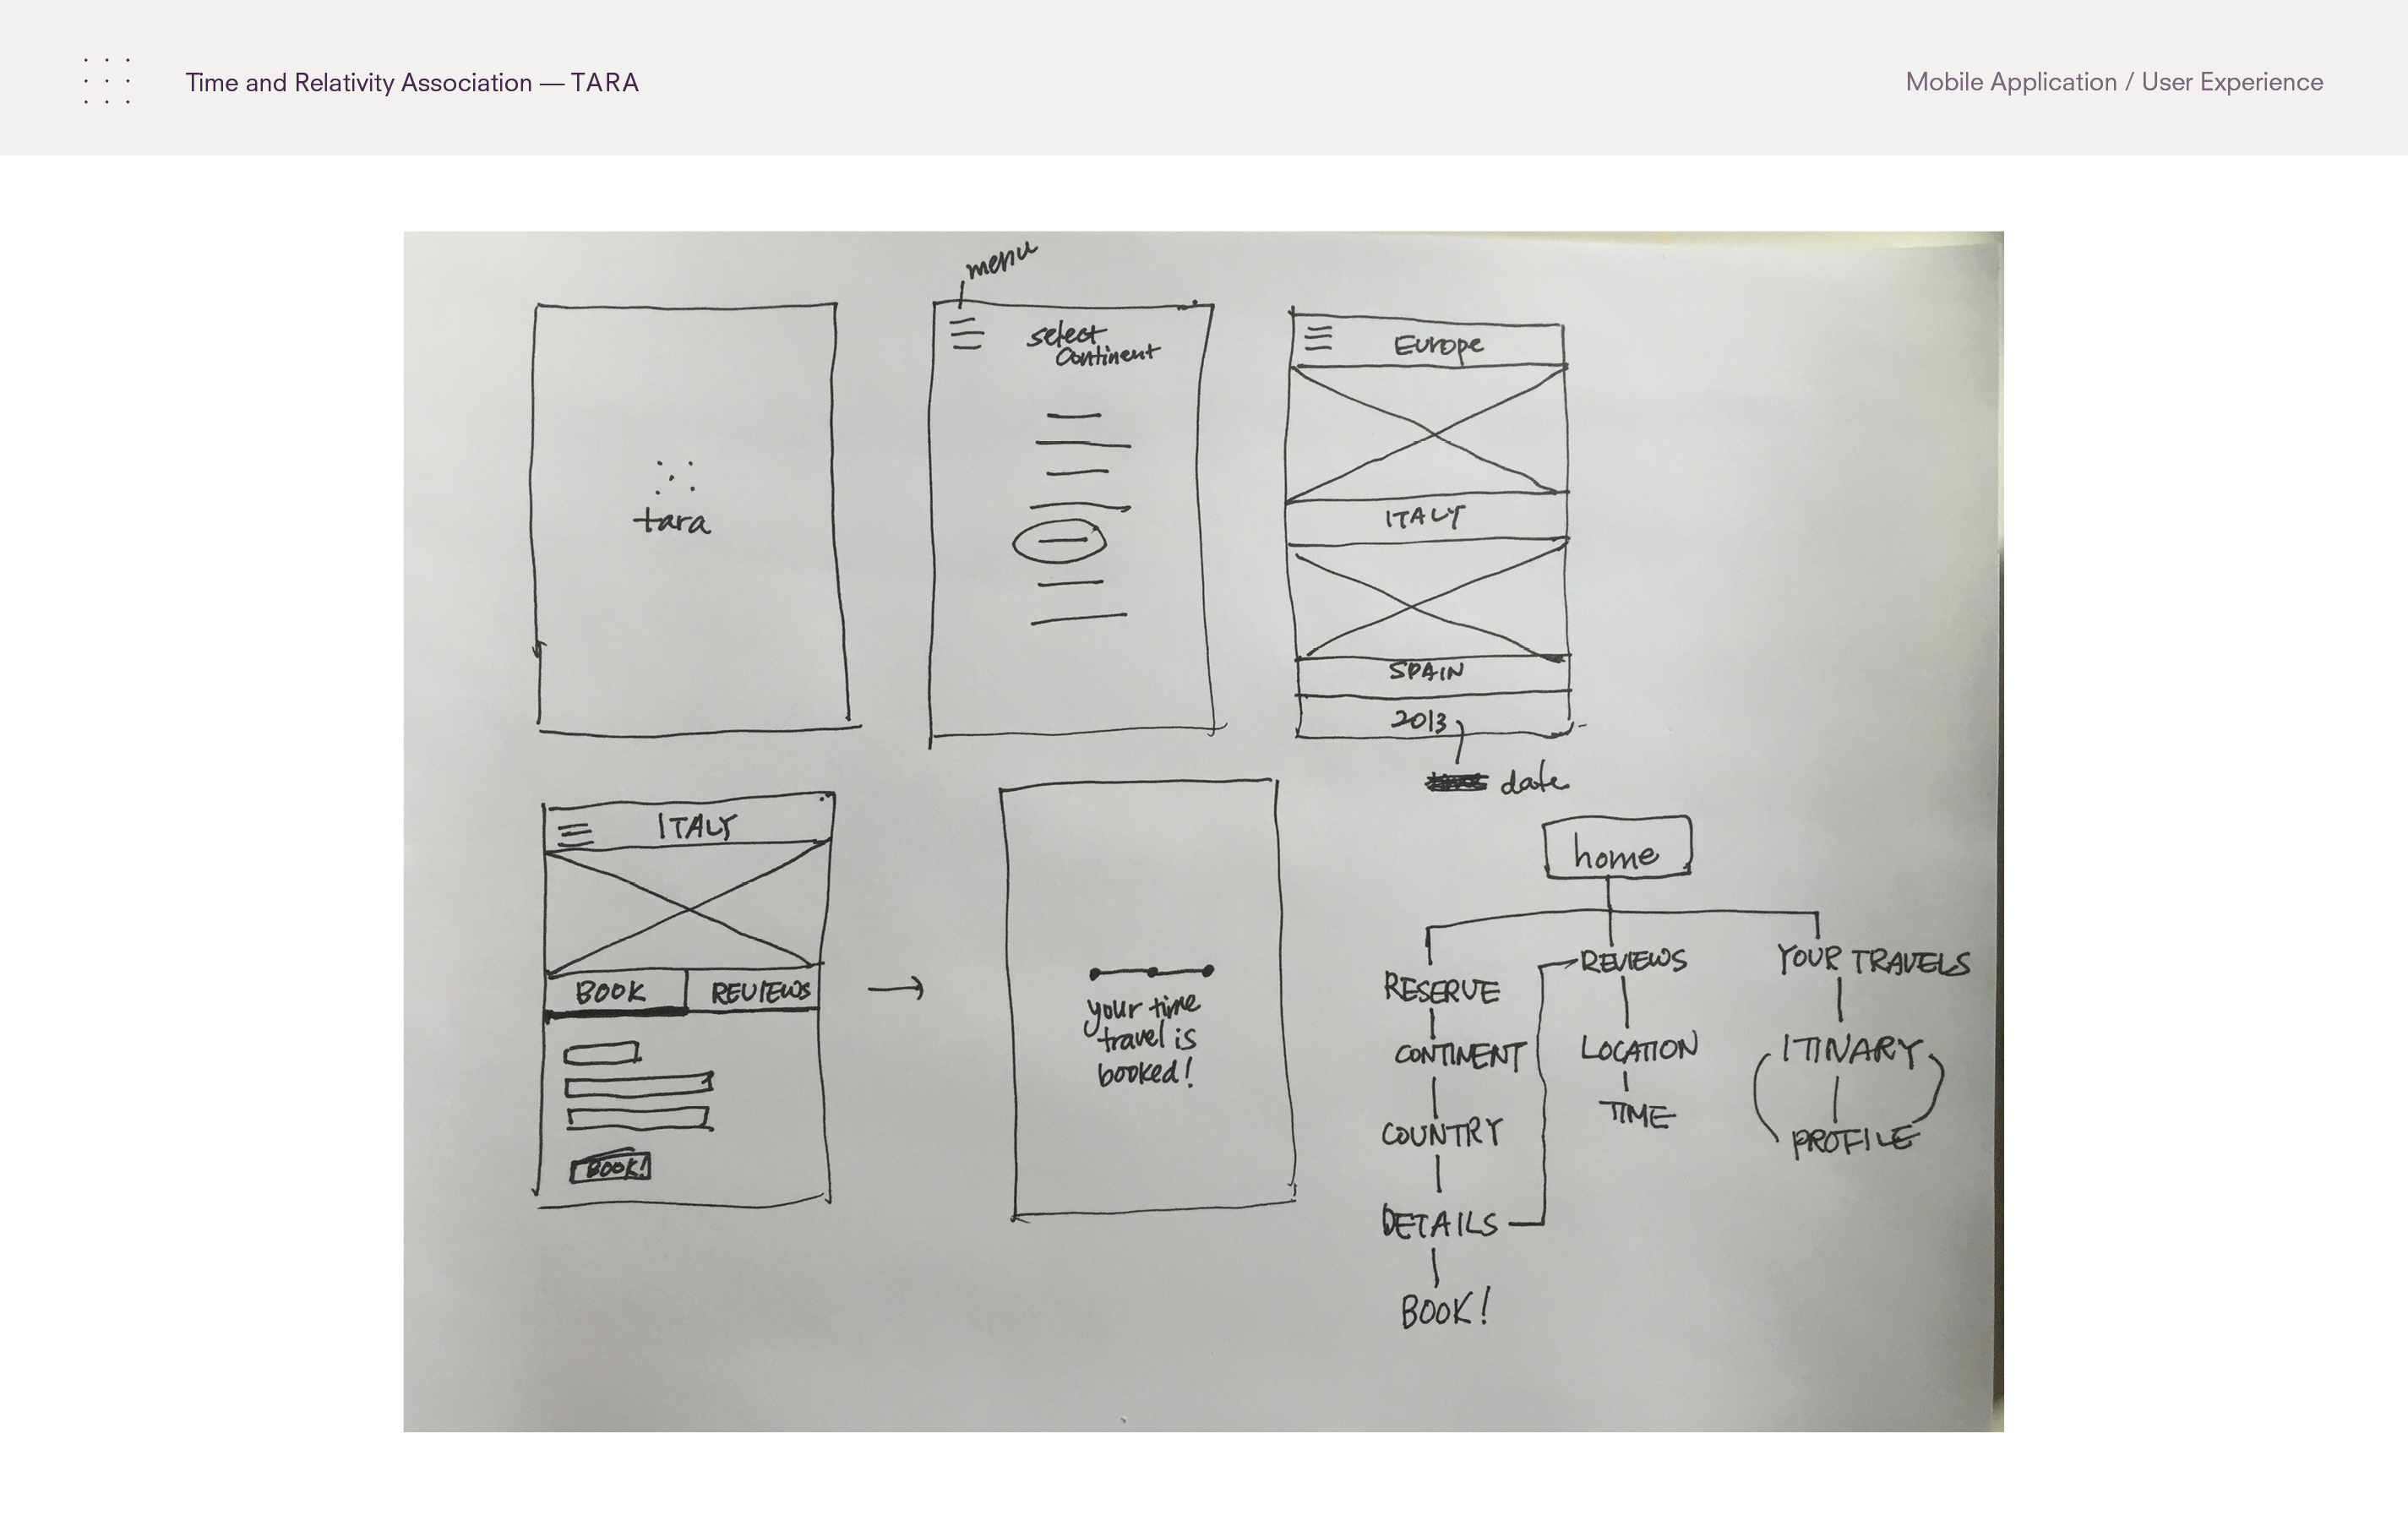 Time and Relativity Association — TARA
Mobile Application / User Experience
menu
tara
select
Continent
Europe
ITALY
SPAIN
2013
date
ITALY
BOOK
REVIEWS
BOOK!
your time
travel is
booked!
home
RESERVE
CONTINENT
COUNTRY
DETAILS
BOOK!
REVIEWS
LOCATION
TIME
YOUR TRAVELS
ITINARY
PROFILE